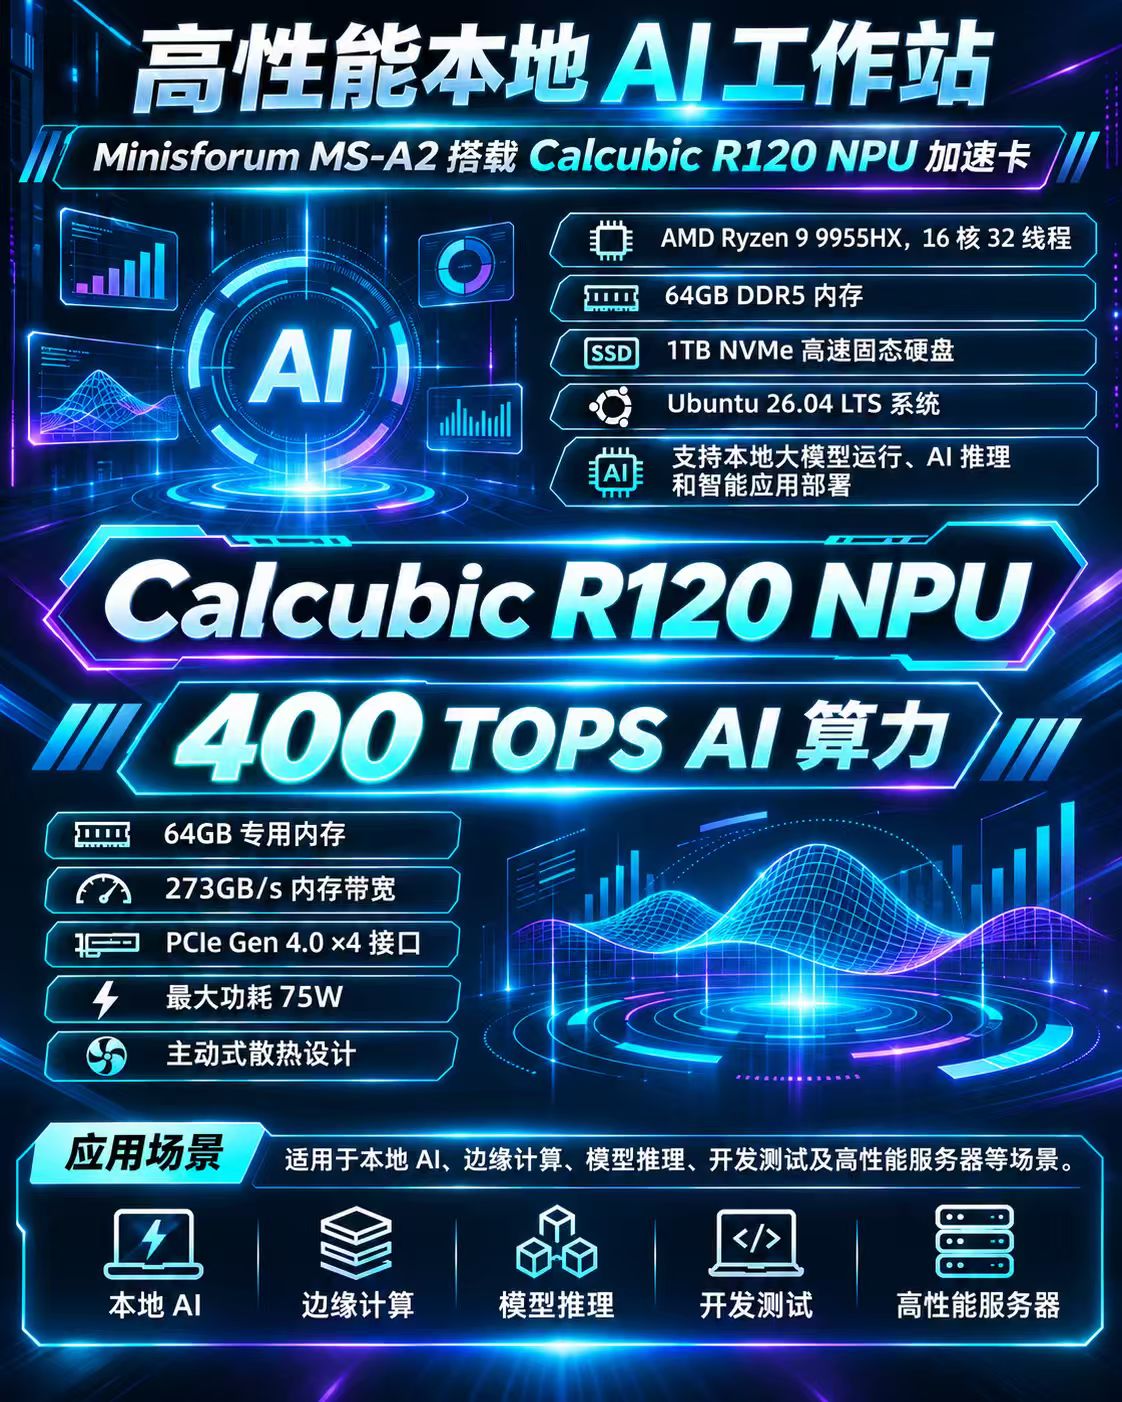 高性能本地 AI 工作站
Minisforum MS-A2 搭载 Calcubic R120 NPU 加速卡
AI
AMD Ryzen 9 9955HX，16 核 32 线程
64GB DDR5 内存
SSD
1TB NVMe 高速固态硬盘
Ubuntu 26.04 LTS 系统
AI
支持本地大模型运行、AI 推理
和智能应用部署
Calcubic R120 NPU
400 TOPS AI 算力
64GB 专用内存
273GB/s 内存带宽
PCIe Gen 4.0 ×4 接口
最大功耗 75W
主动式散热设计
应用场景
适用于本地 AI、边缘计算、模型推理、开发测试及高性能服务器等场景。
</>
本地 AI
边缘计算
模型推理
开发测试
高性能服务器